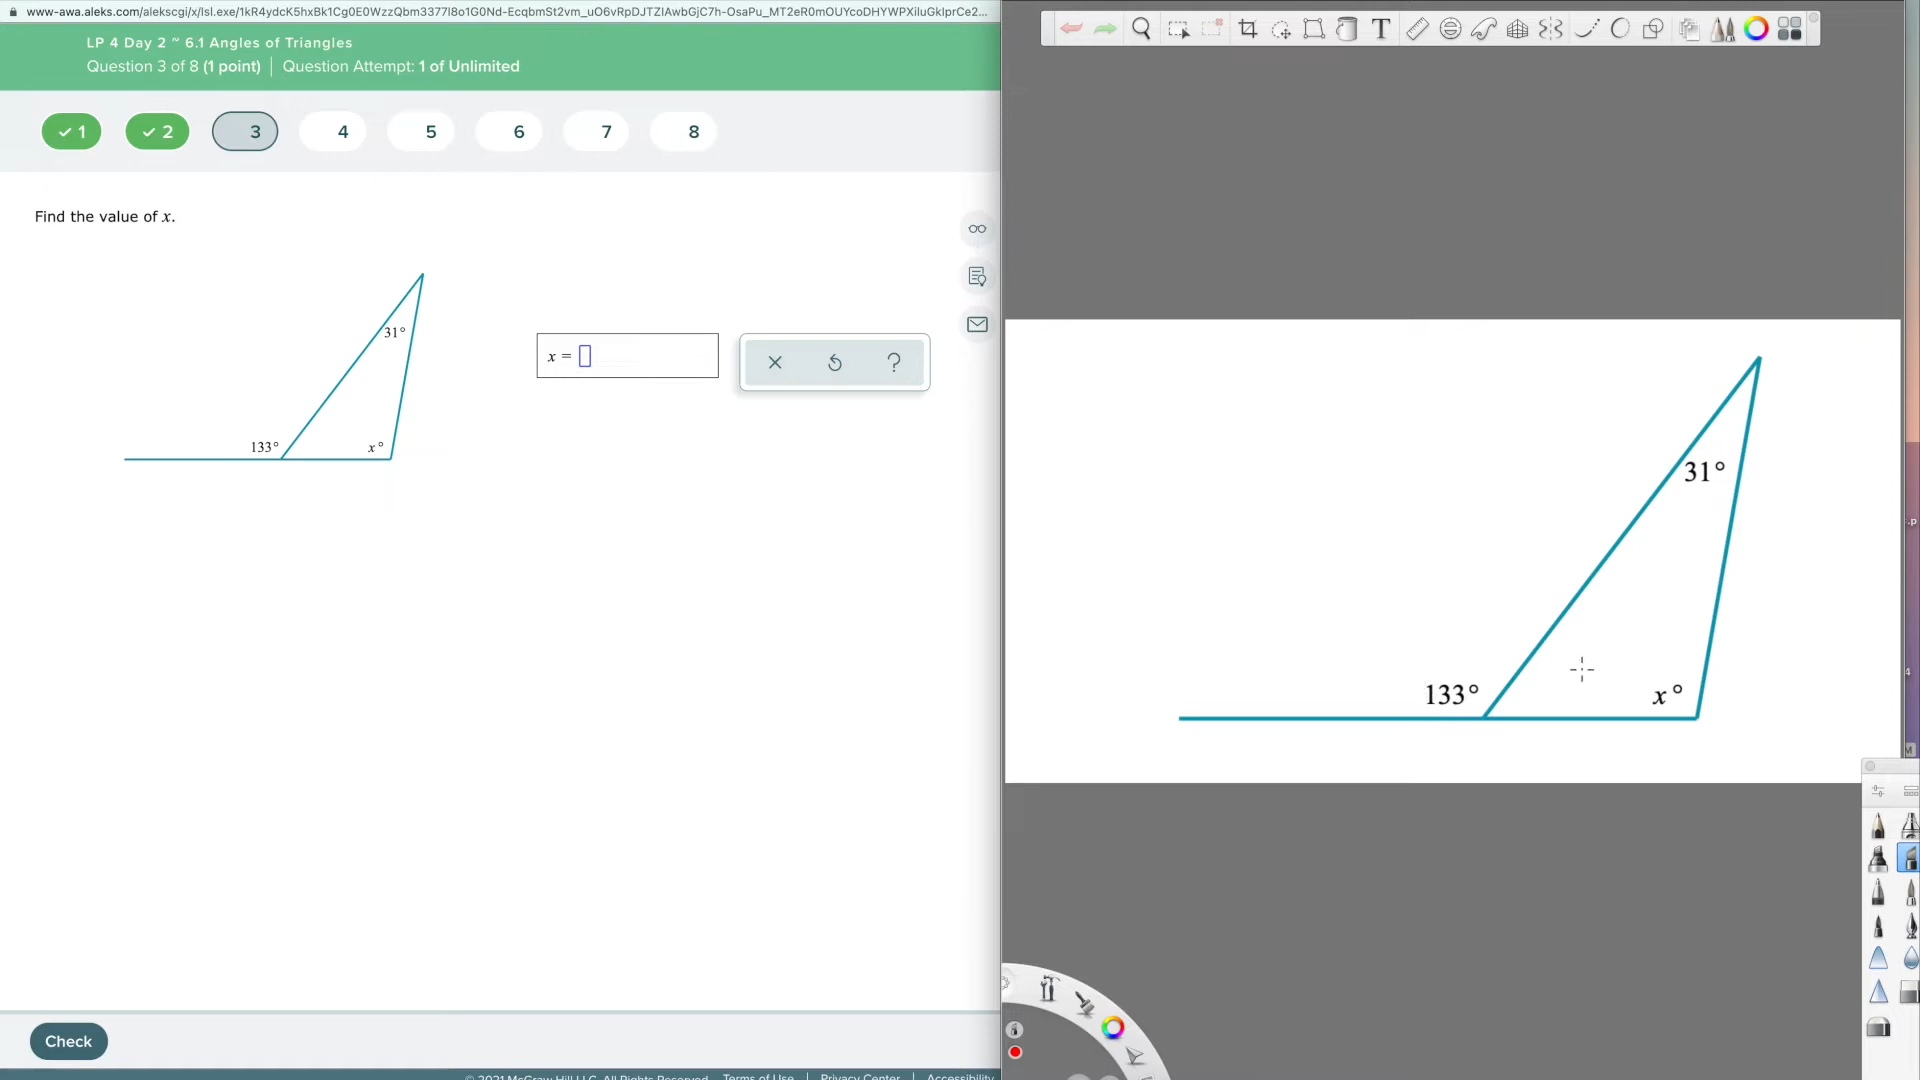 www-awa.aleks.com/alekscgi/x/Isl.exe/1kR4ydcK5hxBk1Cg0E0WzzQbm3377I8o1G0Nd-EcqbmSt2vm_uO6vRpDJTZIAwbGjC7h-OsaPu_MT2eR0mOUYcoDHYWPXiluGklprCe2...
LP 4 Day 2 ~ 6.1 Angles of Triangles
Question 3 of 8 (1 point) | Question Attempt: 1 of Unlimited
1 2 3 4 5 6 7 8
Find the value of x.
31°
133°
x°
x =
?
31°
133°
x°
Check
© 2021 McGraw Hill LLC. All Rights Reserved. Terms of Use | Privacy Center | Accessibility